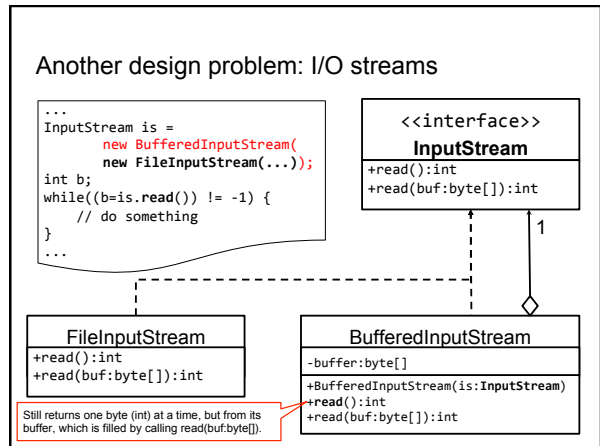 Another design problem: I/O streams
...
InputStream is =
new BufferedInputStream(
new FileInputStream(...));
int b;
while((b=is.read()) != -1) {
// do something
}
...
<<interface>>
InputStream
+read():int
+read(buf:byte[]):int
1
FileInputStream
+read():int
+read(buf:byte[]):int
BufferedInputStream
-buffer:byte[]
+BufferedInputStream(is:InputStream)
+read():int
+read(buf:byte[]):int
Still returns one byte (int) at a time, but from its
buffer, which is filled by calling read(buf:byte[]).